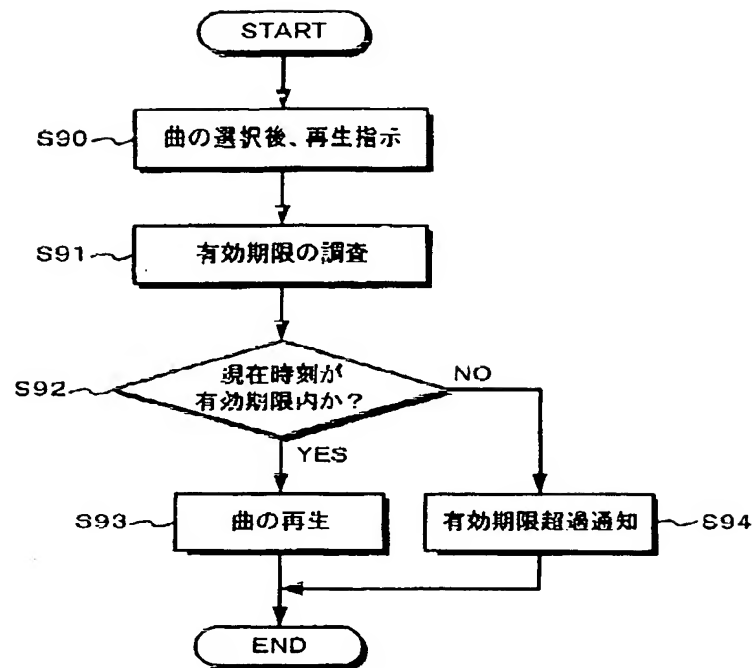 START
S90
曲の選択後、再生指示
S91
有効期限の調査
S92
現在時刻が
有効期限内か?
NO
YES
S93
曲の再生
有効期限超過通知
S94
END